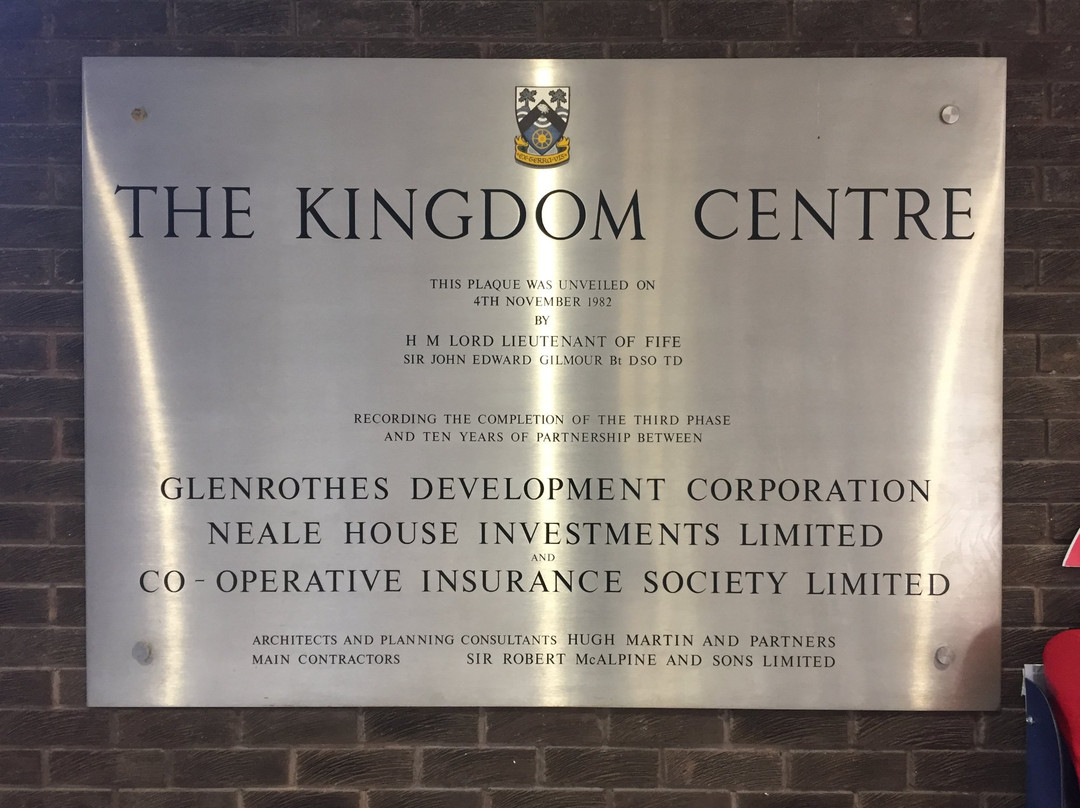 EX TERRA VIS
THE KINGDOM CENTRE
THIS PLAQUE WAS UNVEILED ON
4TH NOVEMBER 1982
BY
H M LORD LIEUTENANT OF FIFE
SIR JOHN EDWARD GILMOUR Bt DSO TD
RECORDING THE COMPLETION OF THE THIRD PHASE
AND TEN YEARS OF PARTNERSHIP BETWEEN
GLENROTHES DEVELOPMENT CORPORATION
NEALE HOUSE INVESTMENTS LIMITED
AND
CO-OPERATIVE INSURANCE SOCIETY LIMITED
ARCHITECTS AND PLANNING CONSULTANTS HUGH MARTIN AND PARTNERS
MAIN CONTRACTORS SIR ROBERT McALPINE AND SONS LIMITED